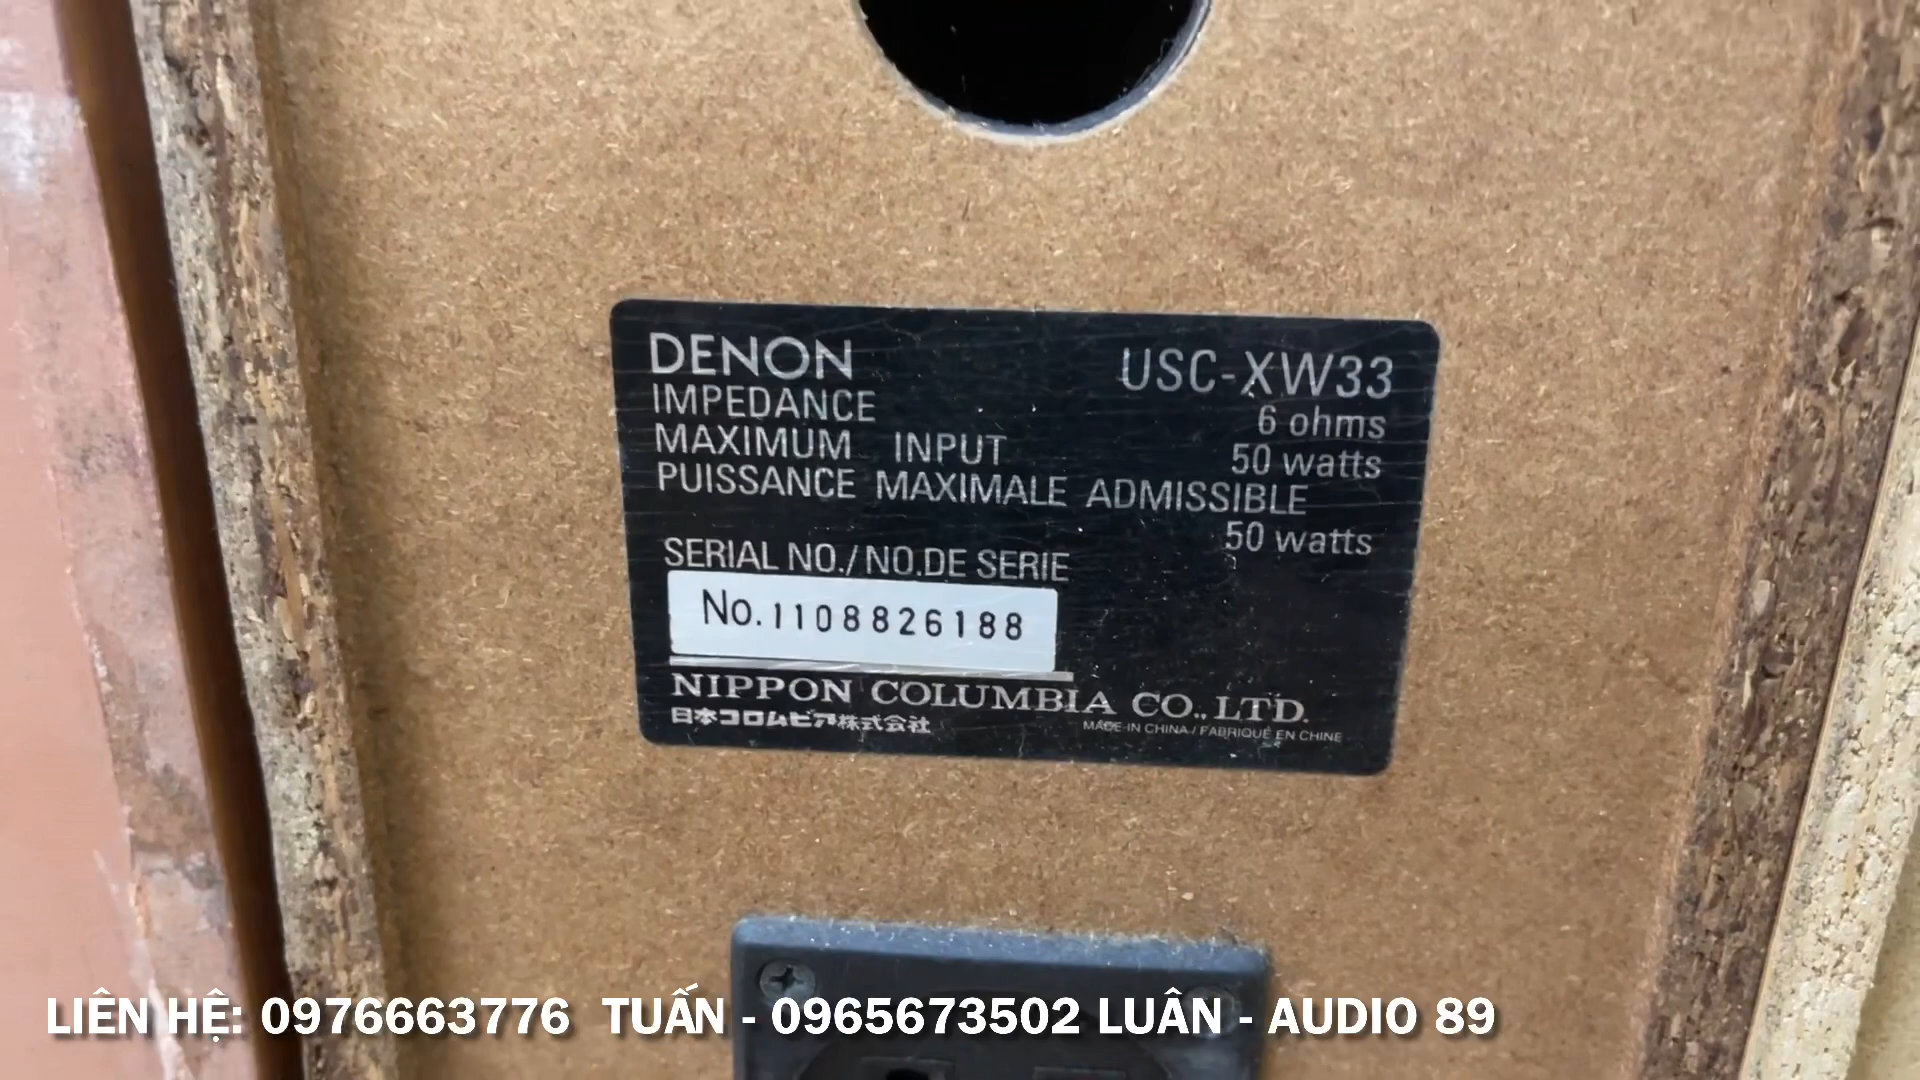 DENON USC-XW33
IMPEDANCE 6 ohms
MAXIMUM INPUT 50 watts
PUISSANCE MAXIMALE ADMISSIBLE
50 watts
SERIAL NO./NO.DE SERIE
No.1108826188
NIPPON COLUMBIA CO., LTD.
日本コロムビア株式会社 MADE IN CHINA / FABRIQUÉ EN CHINE
LIÊN HỆ: 0976663776 TUẤN - 0965673502 LUÂN - AUDIO 89